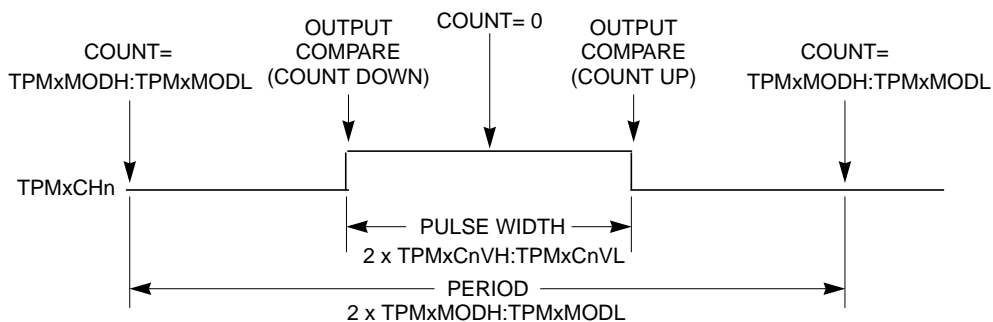 COUNT=
TPMxMODH:TPMxMODL
OUTPUT
COMPARE
(COUNT DOWN)
COUNT= 0
OUTPUT
COMPARE
(COUNT UP)
COUNT=
TPMxMODH:TPMxMODL
TPMxCHn
PULSE WIDTH
2 x TPMxCnVH:TPMxCnVL
PERIOD
2 x TPMxMODH:TPMxMODL